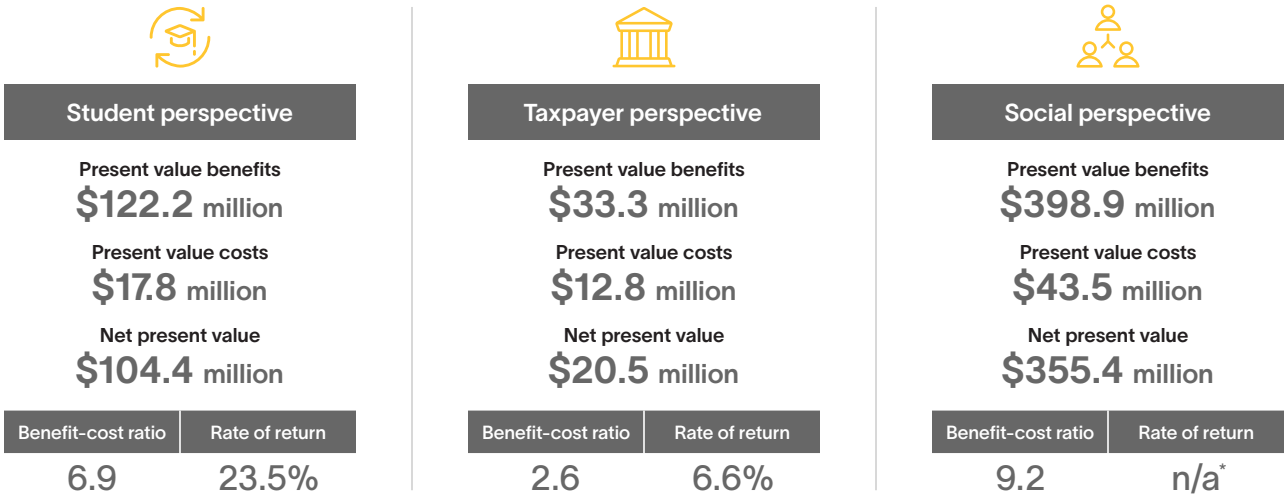 Student perspective
Present value benefits
$122.2 million
Present value costs
$17.8 million
Net present value
$104.4 million
Benefit-cost ratio
Rate of return
6.9
23.5%
Taxpayer perspective
Present value benefits
$33.3 million
Present value costs
$12.8 million
Net present value
$20.5 million
Benefit-cost ratio
Rate of return
2.6
6.6%
Social perspective
Present value benefits
$398.9 million
Present value costs
$43.5 million
Net present value
$355.4 million
Benefit-cost ratio
Rate of return
9.2
n/a*